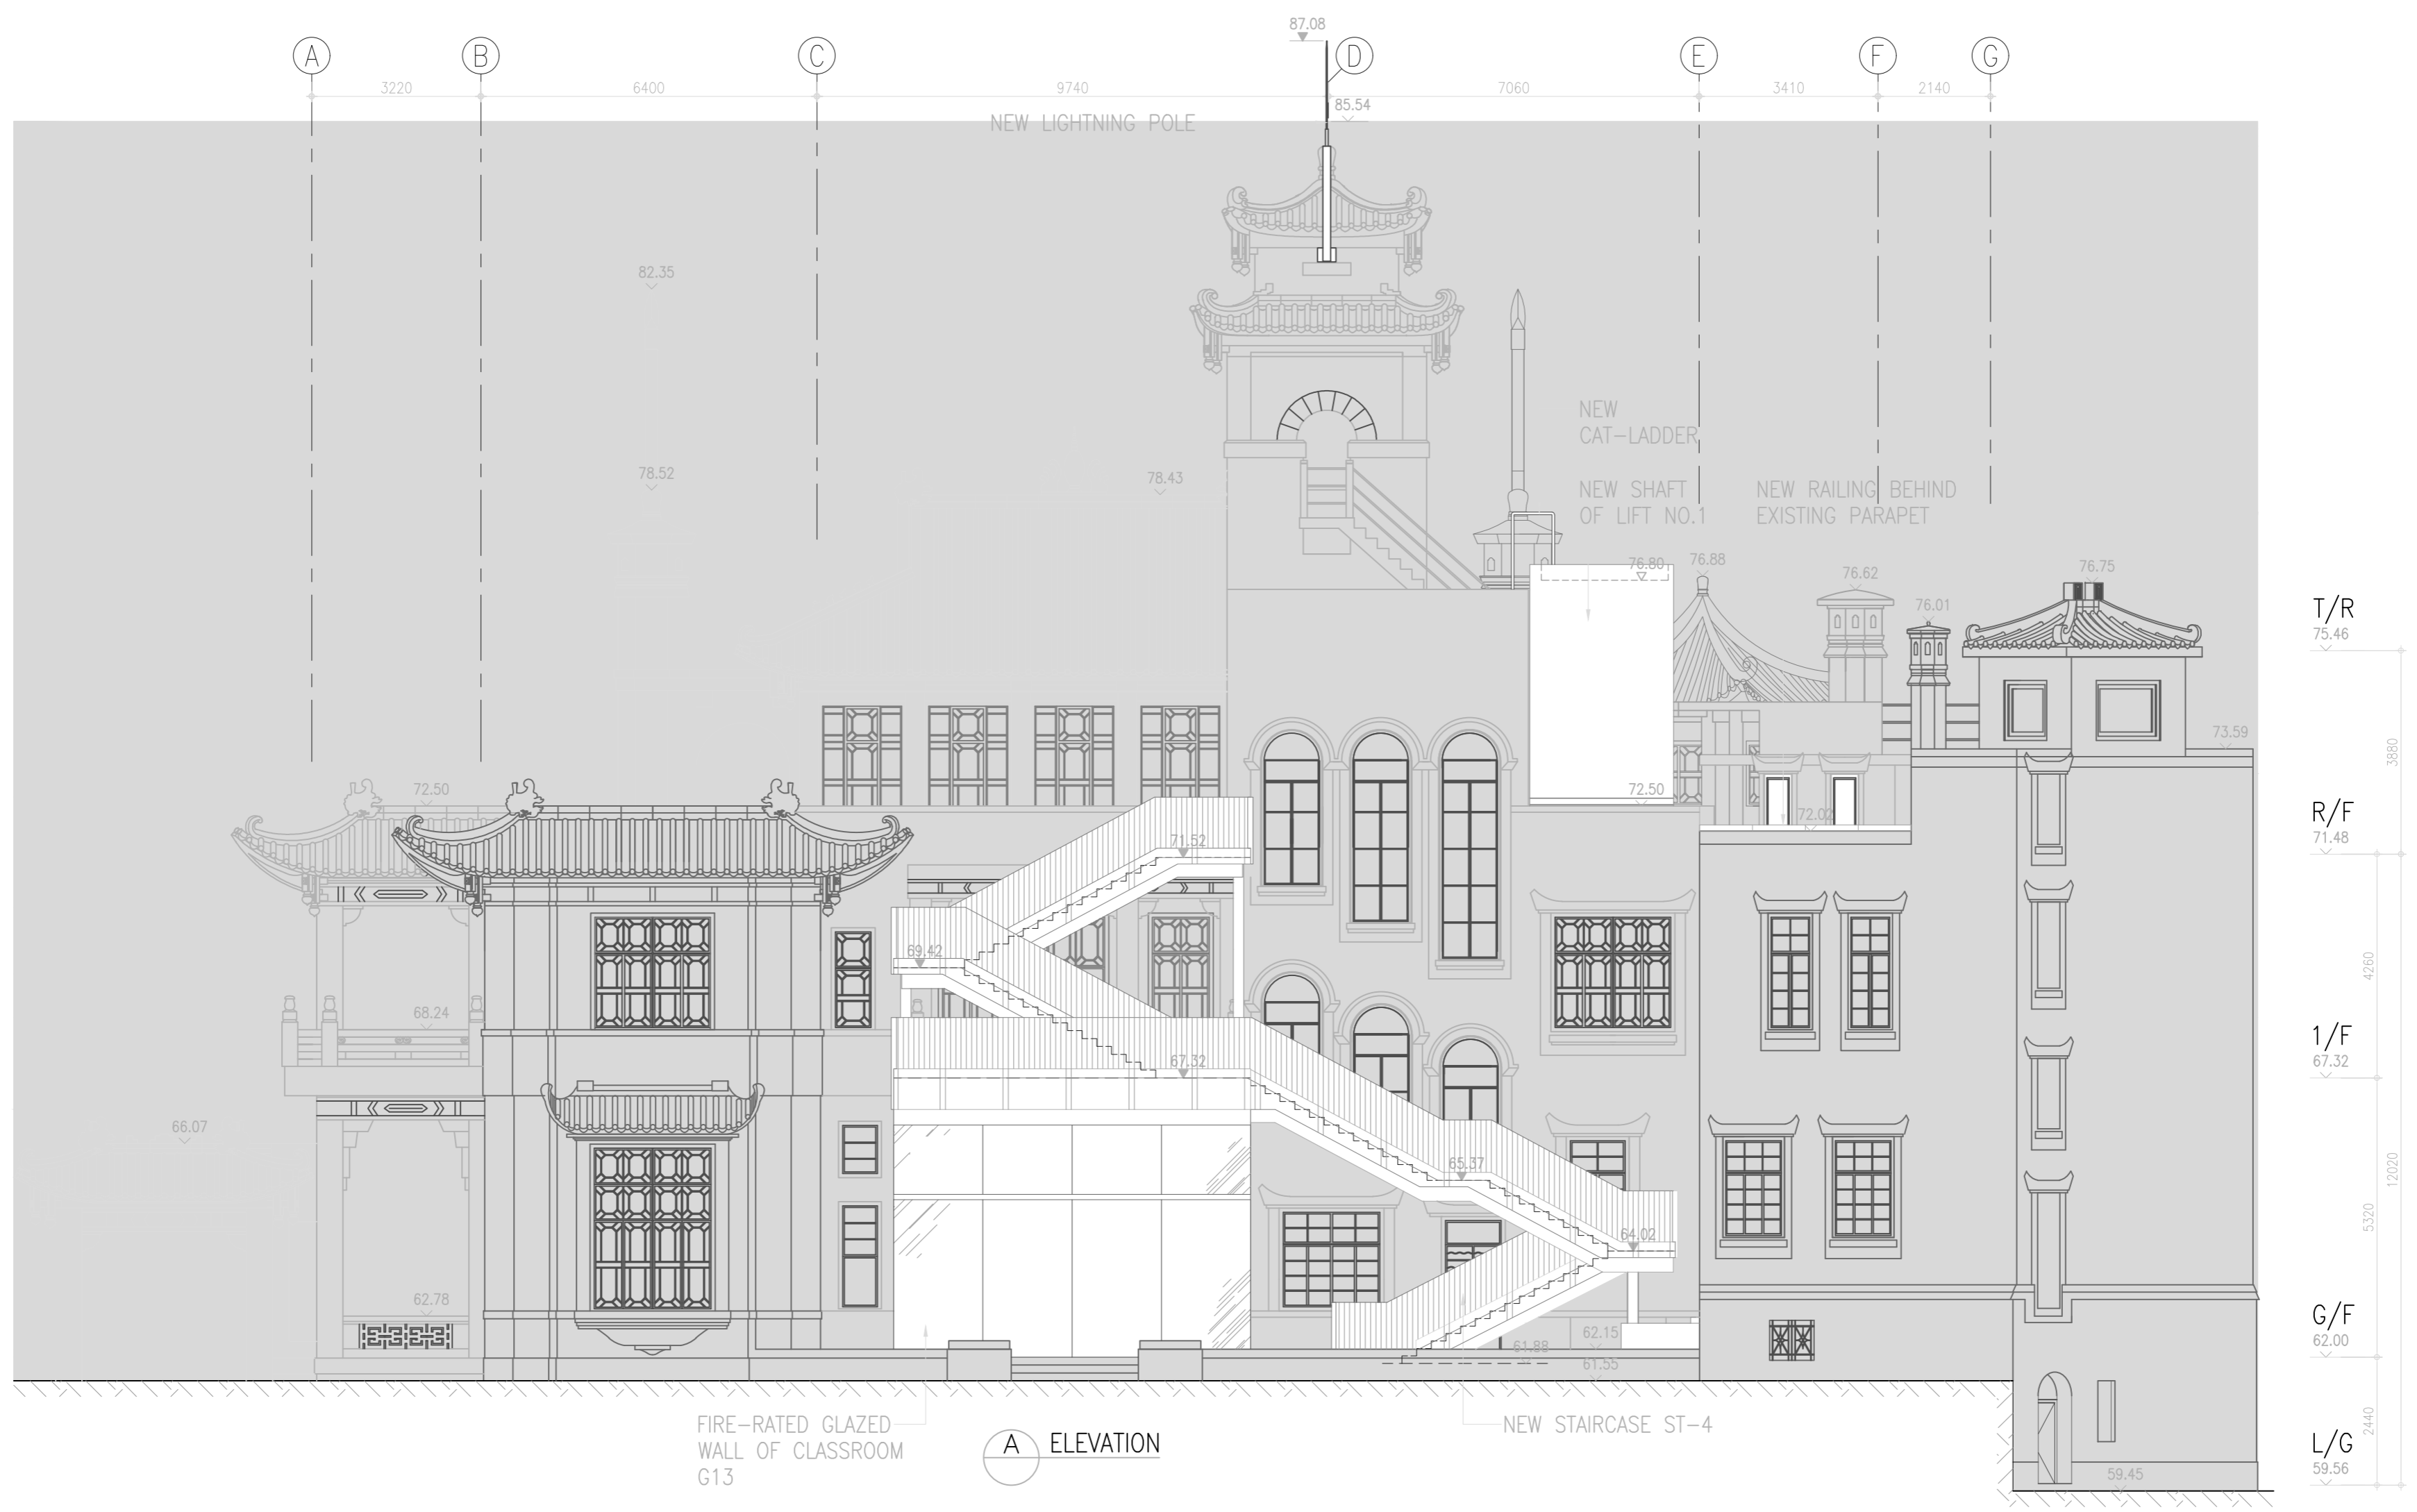 87.08
A B C D E F G
3220 6400 9740 7060 3410 2140
85.54
NEW LIGHTNING POLE
82.35
NEW
CAT-LADDER
78.52
78.43
NEW SHAFT
OF LIFT NO.1
NEW RAILING BEHIND
EXISTING PARAPET
76.80
76.88
76.62
76.75
76.01
T/R
75.46
73.59
3880
72.50
72.50
72.02
R/F
71.48
71.52
69.42
4260
68.24
1/F
67.32
67.32
66.07
65.37
12020
5320
64.02
62.78
G/F
62.00
62.15
61.88
61.55
FIRE-RATED GLAZED
WALL OF CLASSROOM
G13
A ELEVATION
NEW STAIRCASE ST-4
2440
L/G
59.56
59.45